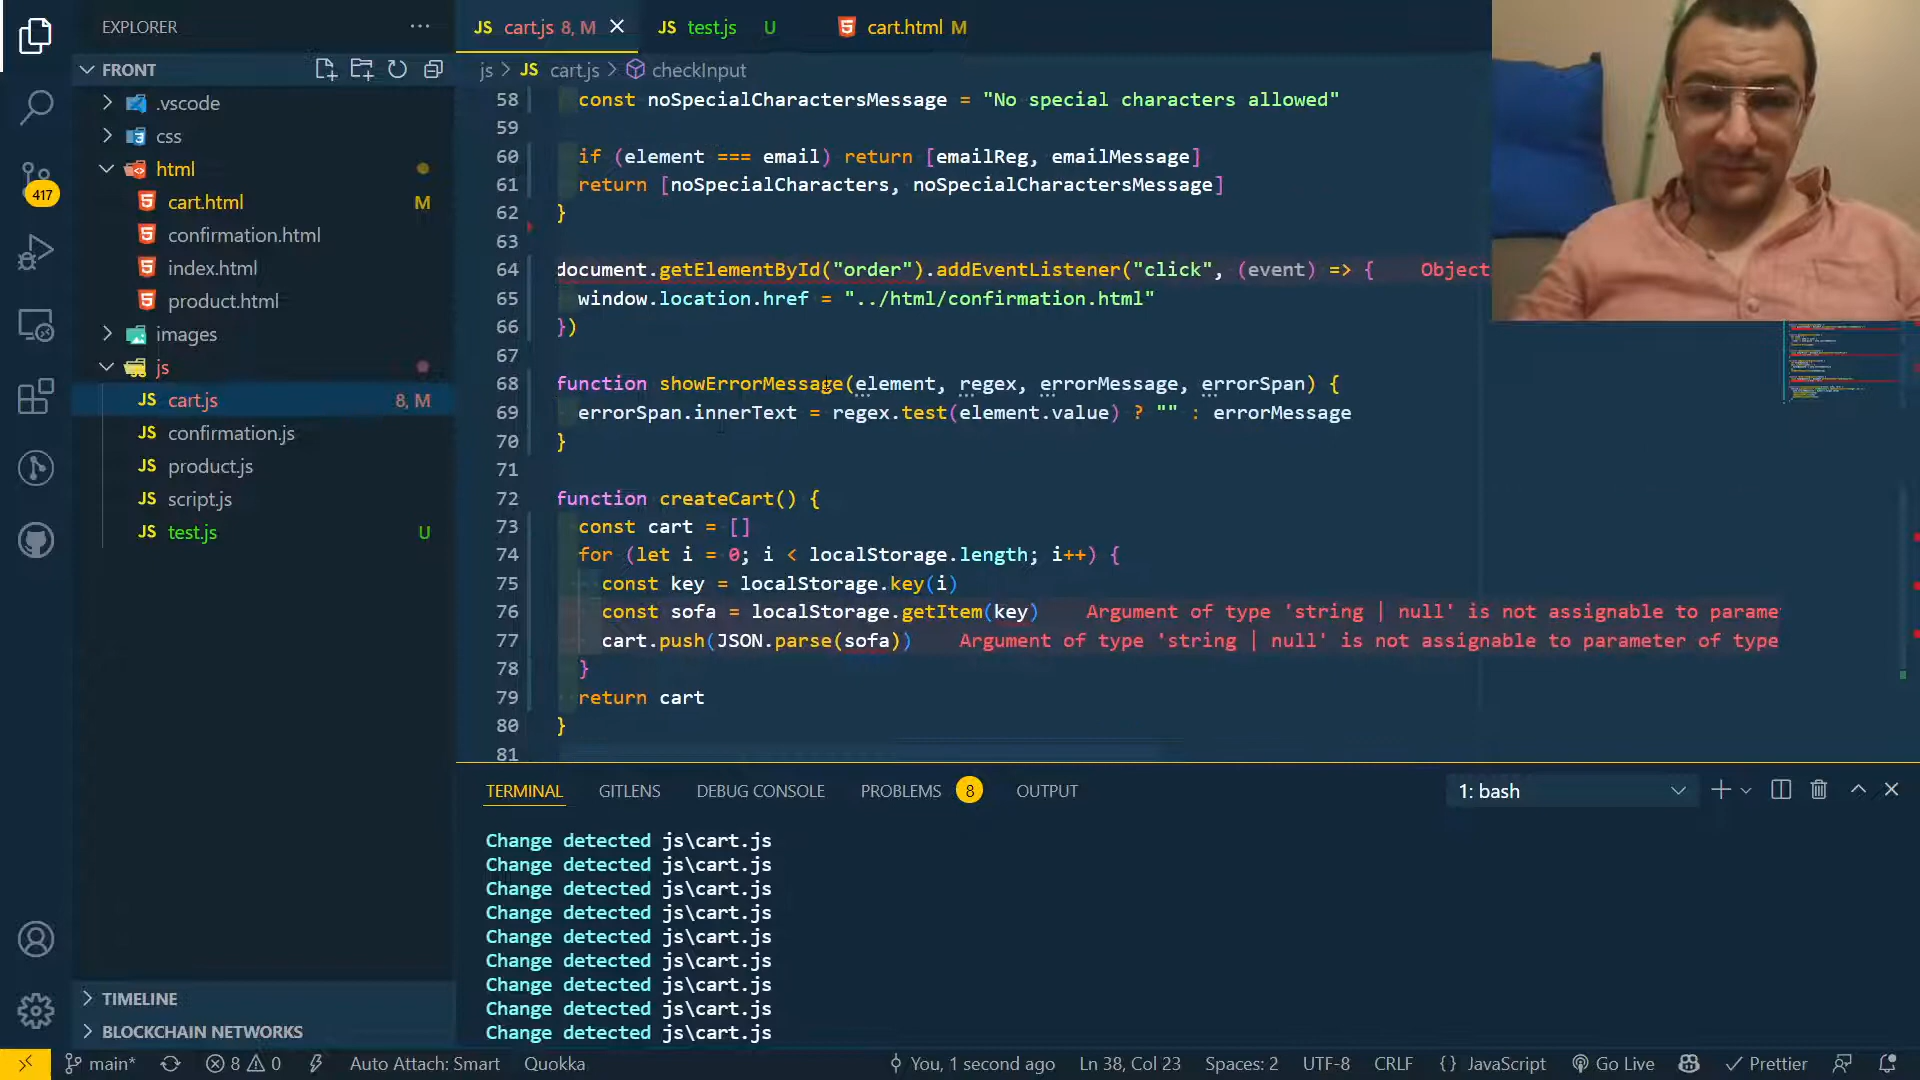 EXPLORER ...
JS cart.js 8, M
JS test.js U
cart.html M
FRONT
js > JS cart.js > checkInput
.vscode
css
html
cart.html M
confirmation.html
index.html
product.html
images
js
JS cart.js 8, M
JS confirmation.js
JS product.js
JS script.js
JS test.js U
417
TIMELINE
BLOCKCHAIN NETWORKS
58 const noSpecialCharactersMessage = "No special characters allowed"
59
60 if (element === email) return [emailReg, emailMessage]
61 return [noSpecialCharacters, noSpecialCharactersMessage]
62 }
63
64 document.getElementById("order").addEventListener("click", (event) => { Object
65 window.location.href = "../html/confirmation.html"
66 })
67
68 function showErrorMessage(element, regex, errorMessage, errorSpan) {
69 errorSpan.innerText = regex.test(element.value) ? "" : errorMessage
70 }
71
72 function createCart() {
73 const cart = []
74 for (let i = 0; i < localStorage.length; i++) {
75 const key = localStorage.key(i)
76 const sofa = localStorage.getItem(key) Argument of type 'string | null' is not assignable to parame
77 cart.push(JSON.parse(sofa)) Argument of type 'string | null' is not assignable to parameter of type
78 }
79 return cart
80 }
81
TERMINAL GITLENS DEBUG CONSOLE PROBLEMS 8 OUTPUT 1: bash
Change detected js\cart.js
Change detected js\cart.js
Change detected js\cart.js
Change detected js\cart.js
Change detected js\cart.js
Change detected js\cart.js
Change detected js\cart.js
Change detected js\cart.js
Change detected js\cart.js
main* 8 0 Auto Attach: Smart Quokka You, 1 second ago Ln 38, Col 23 Spaces: 2 UTF-8 CRLF {} JavaScript Go Live Prettier